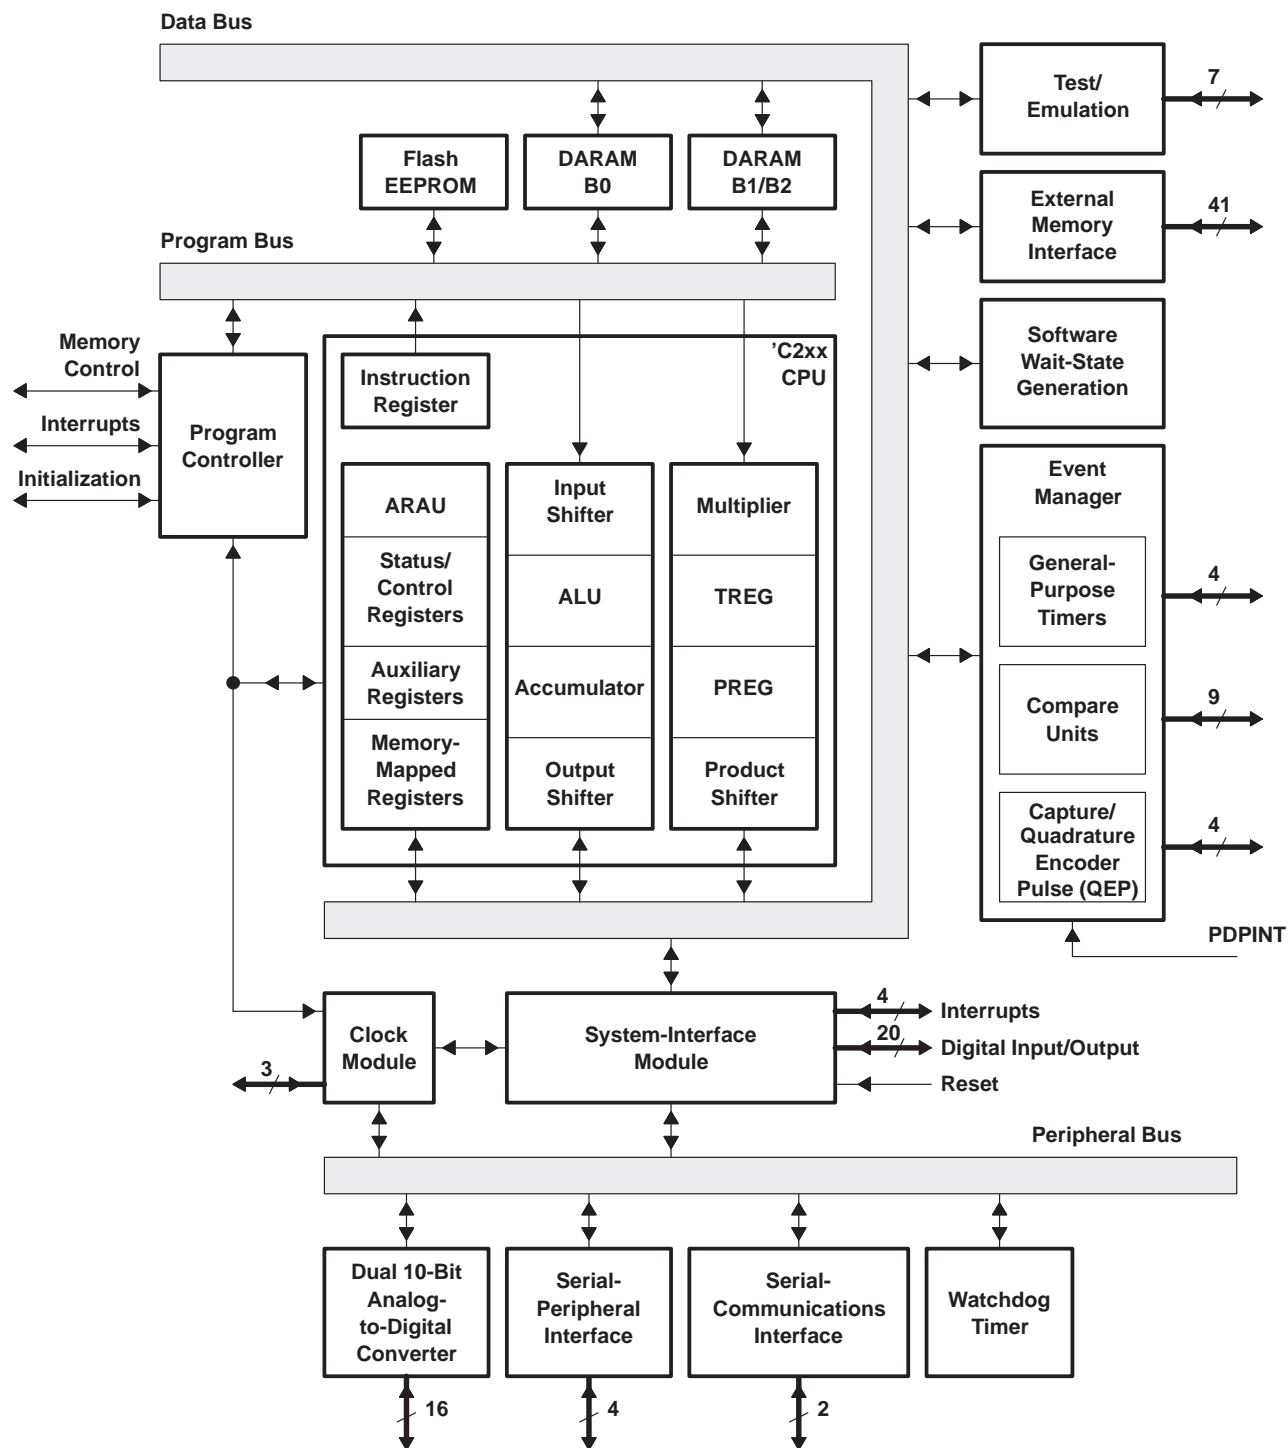 Data Bus
Test/
Emulation
7
Flash
EEPROM
DARAM
B0
DARAM
B1/B2
External
Memory
Interface
41
Program Bus
Software
Wait-State
Generation
Memory
Control
Interrupts
Initialization
Program
Controller
'C2xx
CPU
Instruction
Register
ARAU
Status/
Control
Registers
Auxiliary
Registers
Memory-
Mapped
Registers
Input
Shifter
ALU
Accumulator
Output
Shifter
Multiplier
TREG
PREG
Product
Shifter
Event
Manager
General-
Purpose
Timers
4
Compare
Units
9
Capture/
Quadrature
Encoder
Pulse (QEP)
4
PDPINT
Clock
Module
3
System-Interface
Module
4
Interrupts
20
Digital Input/Output
Reset
Peripheral Bus
Dual 10-Bit
Analog-
to-Digital
Converter
16
Serial-
Peripheral
Interface
4
Serial-
Communications
Interface
2
Watchdog
Timer